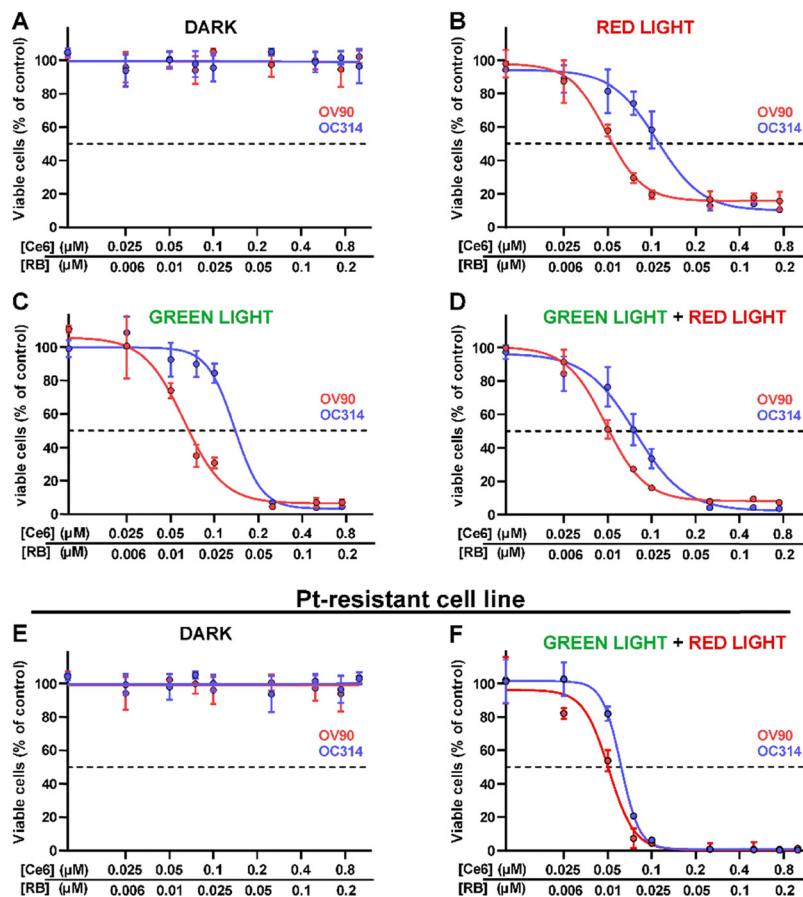 A
DARK
Viable cells (% of control)
100
80
60
40
20
0
OV90
OC314
[Ce6] (µM) 0.025 0.05 0.1 0.2 0.4 0.8
[RB] (µM) 0.006 0.01 0.025 0.05 0.1 0.2
B
RED LIGHT
Viable cells (% of control)
100
80
60
40
20
0
OV90
OC314
[Ce6] (µM) 0.025 0.05 0.1 0.2 0.4 0.8
[RB] (µM) 0.006 0.01 0.025 0.05 0.1 0.2
C
GREEN LIGHT
viable cells (% of control)
100
80
60
40
20
0
OV90
OC314
[Ce6] (µM) 0.025 0.05 0.1 0.2 0.4 0.8
[RB] (µM) 0.006 0.01 0.025 0.05 0.1 0.2
D
GREEN LIGHT + RED LIGHT
viable cells (% of control)
100
80
60
40
20
0
OV90
OC314
[Ce6] (µM) 0.025 0.05 0.1 0.2 0.4 0.8
[RB] (µM) 0.006 0.01 0.025 0.05 0.1 0.2
Pt-resistant cell line
E
DARK
Viable cells (% of control)
100
80
60
40
20
0
OV90
OC314
[Ce6] (µM) 0.025 0.05 0.1 0.2 0.4 0.8
[RB] (µM) 0.006 0.01 0.025 0.05 0.1 0.2
F
GREEN LIGHT + RED LIGHT
Viable cells (% of control)
100
80
60
40
20
0
OV90
OC314
[Ce6] (µM) 0.025 0.05 0.1 0.2 0.4 0.8
[RB] (µM) 0.006 0.01 0.025 0.05 0.1 0.2